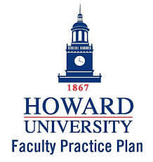 1867
HOWARD
UNIVERSITY
Faculty Practice Plan